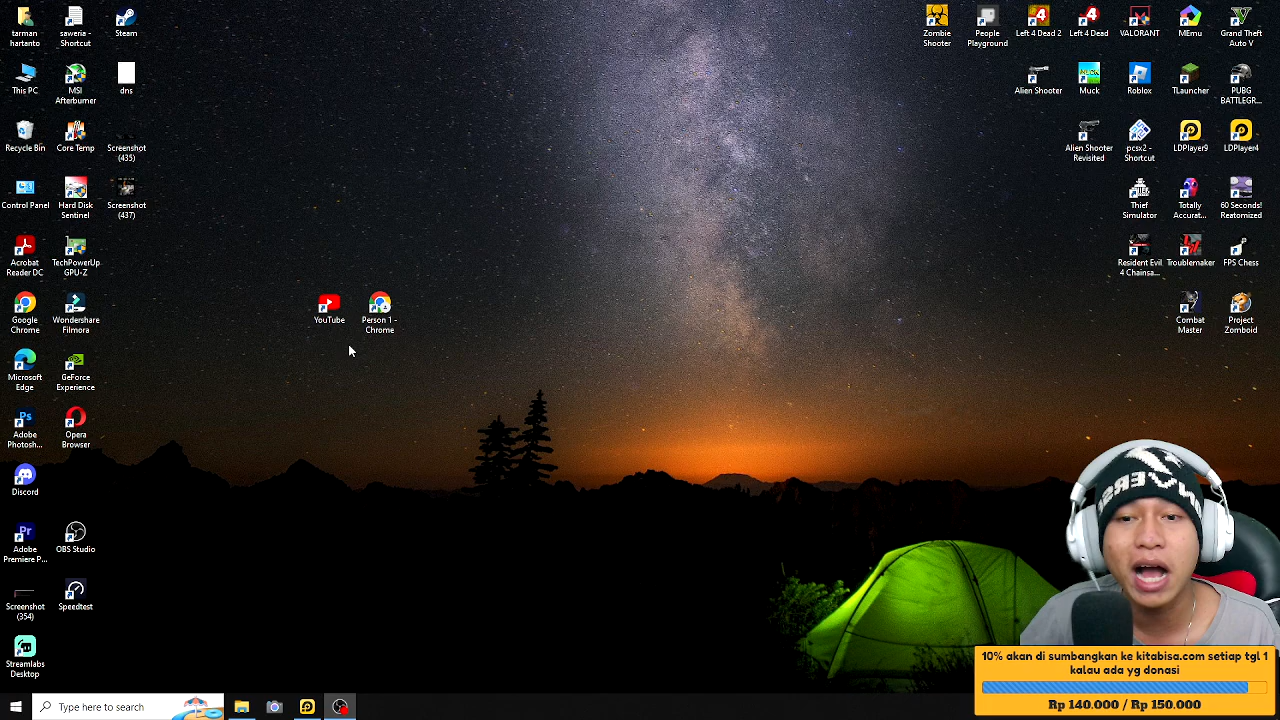 tarman
hartanto
saweria -
Shortcut
Steam
This PC
MSI
Afterburner
dns
Recycle Bin
Core Temp
Screenshot
(435)
Control Panel
Hard Disk
Sentinel
Screenshot
(437)
Acrobat
Reader DC
TechPowerUp
GPU-Z
Google
Chrome
Wondershare
Filmora
Microsoft
Edge
GeForce
Experience
Adobe
Photosh...
Opera
Browser
Discord
Adobe
Premiere P...
OBS Studio
Screenshot
(354)
Speedtest
Streamlabs
Desktop
YouTube
Person 1 -
Chrome
Zombie
Shooter
People
Playground
Left 4 Dead 2
Left 4 Dead
VALORANT
MEmu
Grand Theft
Auto V
Alien Shooter
Muck
Roblox
TLauncher
PUBG
BATTLEGR...
Alien Shooter
Revisited
pcsx2 -
Shortcut
LDPlayer9
LDPlayer4
Thief
Simulator
Totally
Accurat...
60 Seconds!
Reatomized
Resident Evil
4 Chainsa...
Troublemaker
FPS Chess
Combat
Master
Project
Zomboid
10% akan di sumbangkan ke kitabisa.com setiap tgl 1
kalau ada yg donasi
Rp 140.000 / Rp 150.000
Type here to search